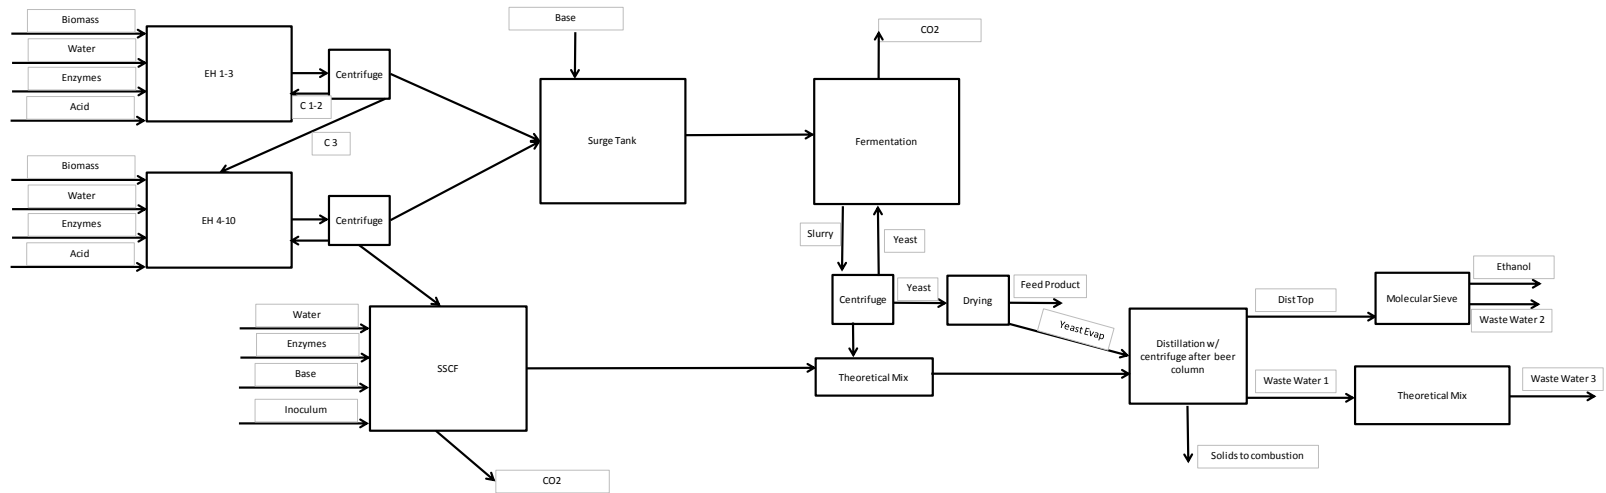 Biomass
Water
Enzymes
Acid
EH 1-3
Centrifuge
C 1-2
C 3
Base
Surge Tank
CO2
Fermentation
Biomass
Water
Enzymes
Acid
EH 4-10
Centrifuge
Slurry
Yeast
Centrifuge
Yeast
Drying
Feed Product
Yeast Evap
Water
Enzymes
Base
Inoculum
SSCF
CO2
Theoretical Mix
Distillation w/
centrifuge after beer
column
Dist Top
Molecular Sieve
Ethanol
Waste Water 2
Waste Water 1
Theoretical Mix
Waste Water 3
Solids to combustion